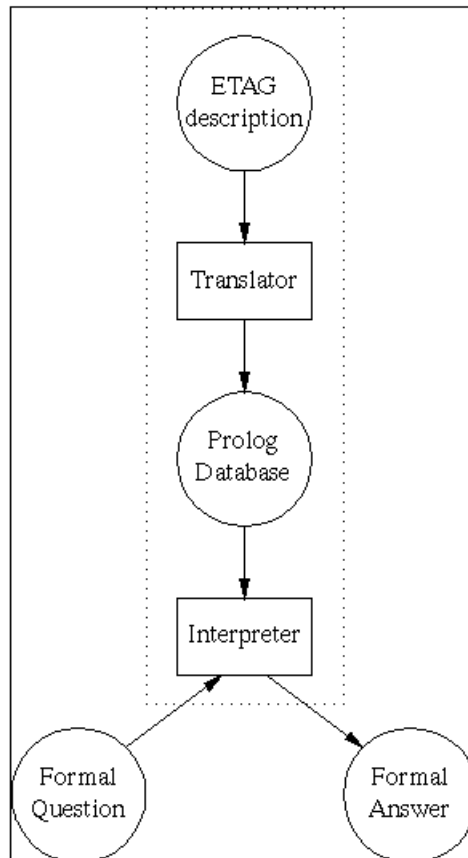 ETAG
description
Translator
Prolog
Database
Interpreter
Formal
Question
Formal
Answer